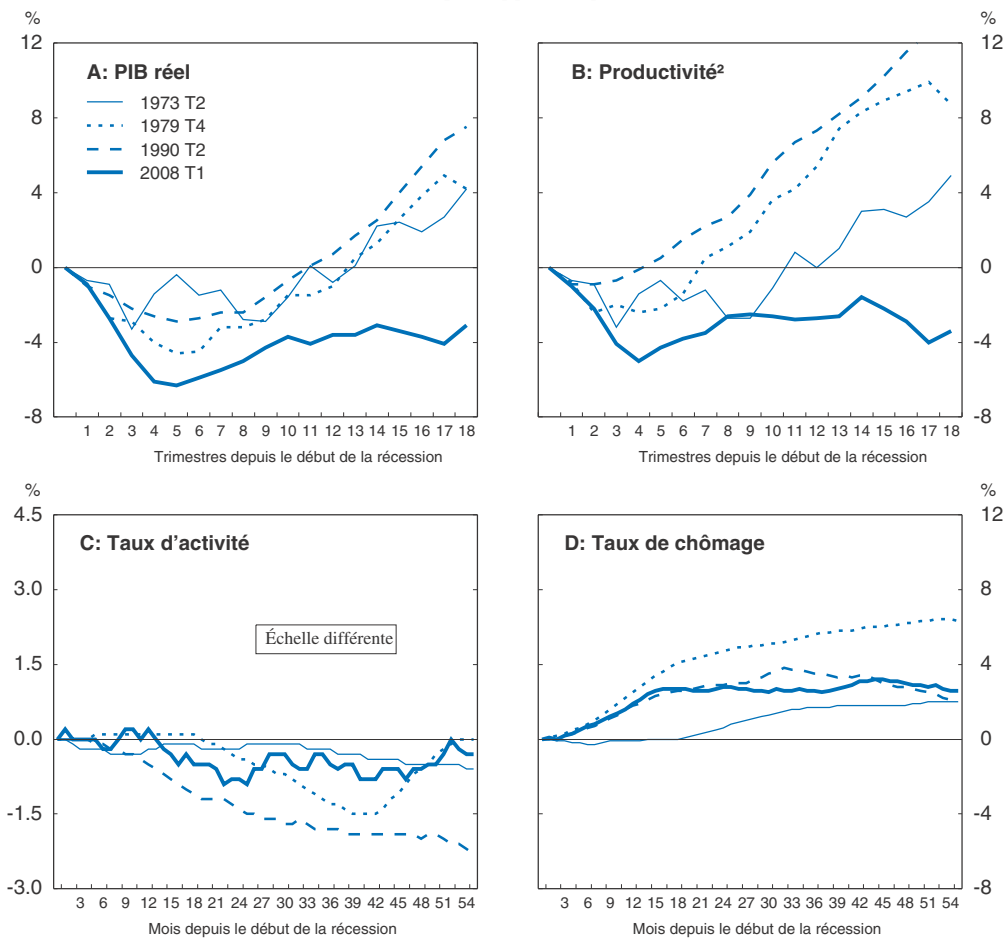 %
12
8
4
0
-4
-8
A: PIB réel
1973 T2
1979 T4
1990 T2
2008 T1
1 2 3 4 5 6 7 8 9 10 11 12 13 14 15 16 17 18
Trimestres depuis le début de la récession
%
12
8
4
0
-4
-8
B: Productivité²
1 2 3 4 5 6 7 8 9 10 11 12 13 14 15 16 17 18
Trimestres depuis le début de la récession
%
4.5
3.0
1.5
0.0
-1.5
-3.0
C: Taux d'activité
Échelle différente
3 6 9 12 15 18 21 24 27 30 33 36 39 42 45 48 51 54
Mois depuis le début de la récession
%
12
8
4
0
-4
-8
D: Taux de chômage
3 6 9 12 15 18 21 24 27 30 33 36 39 42 45 48 51 54
Mois depuis le début de la récession